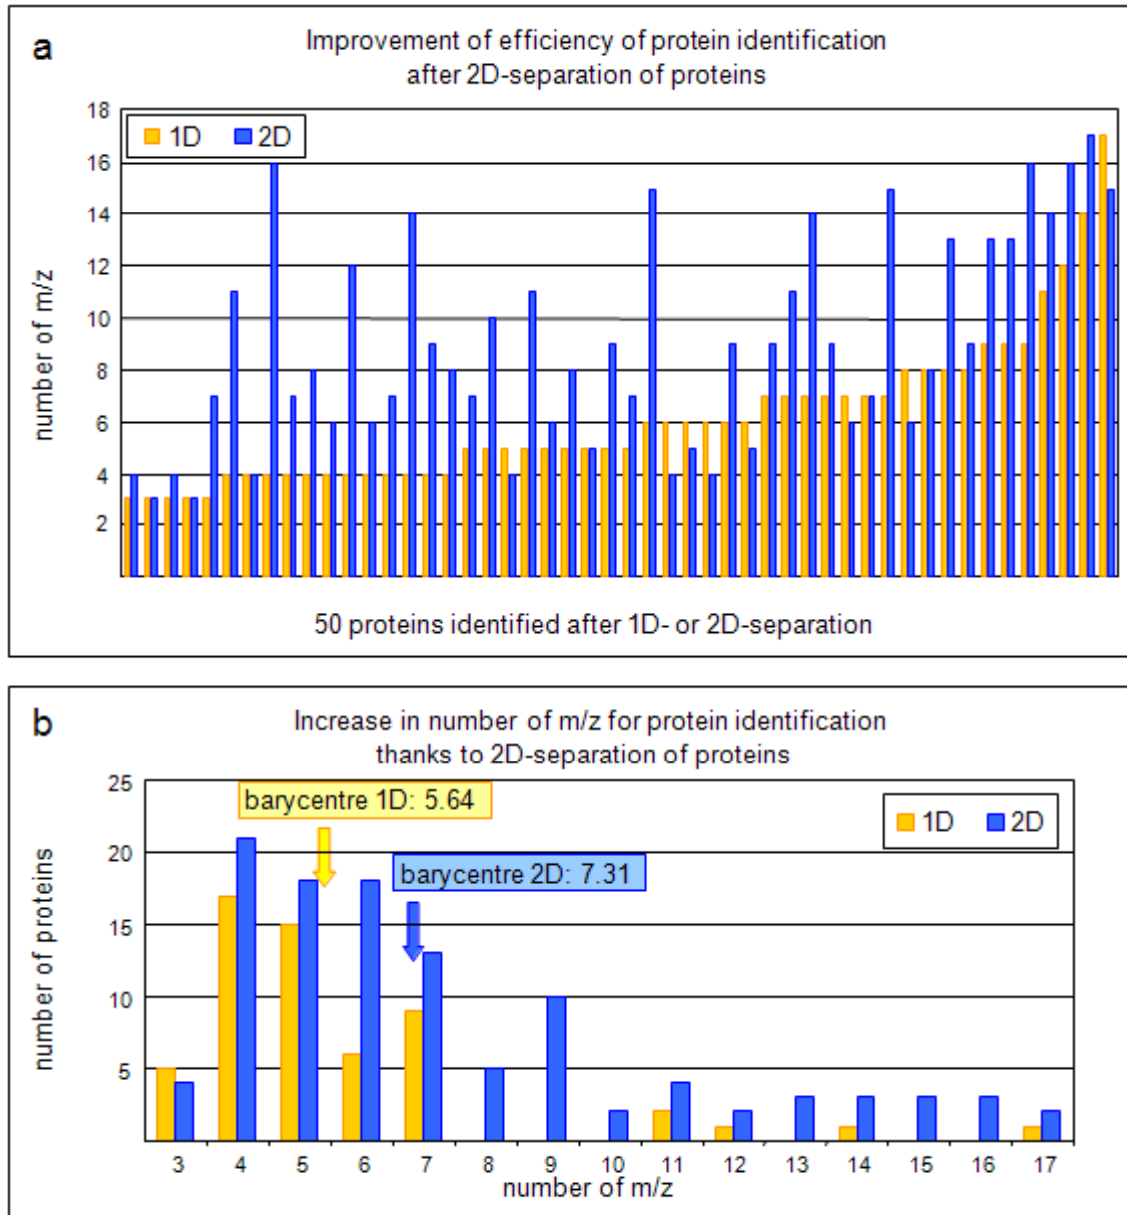 a
Improvement of efficiency of protein identification
after 2D-separation of proteins
18
1D 2D
16
14
12
10
8
6
4
2
number of m/z
50 proteins identified after 1D- or 2D-separation
b
Increase in number of m/z for protein identification
thanks to 2D-separation of proteins
25
barycentre 1D: 5.64
1D 2D
20
barycentre 2D: 7.31
15
10
5
number of proteins
3 4 5 6 7 8 9 10 11 12 13 14 15 16 17
number of m/z